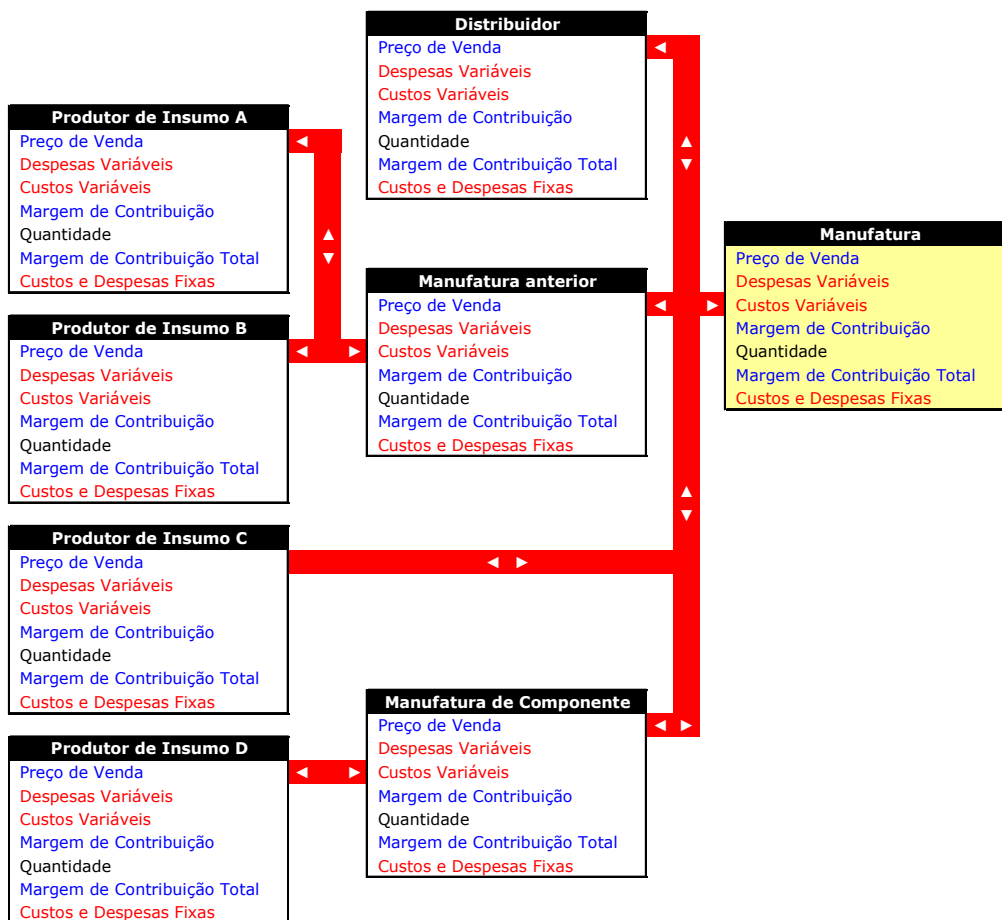 Distribuidor
Preço de Venda
Despesas Variáveis
Custos Variáveis
Margem de Contribuição
Quantidade
Margem de Contribuição Total
Custos e Despesas Fixas
Produtor de Insumo A
Preço de Venda
Despesas Variáveis
Custos Variáveis
Margem de Contribuição
Quantidade
Margem de Contribuição Total
Custos e Despesas Fixas
Manufatura
Preço de Venda
Despesas Variáveis
Custos Variáveis
Margem de Contribuição
Quantidade
Margem de Contribuição Total
Custos e Despesas Fixas
Manufatura anterior
Preço de Venda
Despesas Variáveis
Custos Variáveis
Margem de Contribuição
Quantidade
Margem de Contribuição Total
Custos e Despesas Fixas
Produtor de Insumo B
Preço de Venda
Despesas Variáveis
Custos Variáveis
Margem de Contribuição
Quantidade
Margem de Contribuição Total
Custos e Despesas Fixas
Produtor de Insumo C
Preço de Venda
Despesas Variáveis
Custos Variáveis
Margem de Contribuição
Quantidade
Margem de Contribuição Total
Custos e Despesas Fixas
Manufatura de Componente
Preço de Venda
Despesas Variáveis
Custos Variáveis
Margem de Contribuição
Quantidade
Margem de Contribuição Total
Custos e Despesas Fixas
Produtor de Insumo D
Preço de Venda
Despesas Variáveis
Custos Variáveis
Margem de Contribuição
Quantidade
Margem de Contribuição Total
Custos e Despesas Fixas